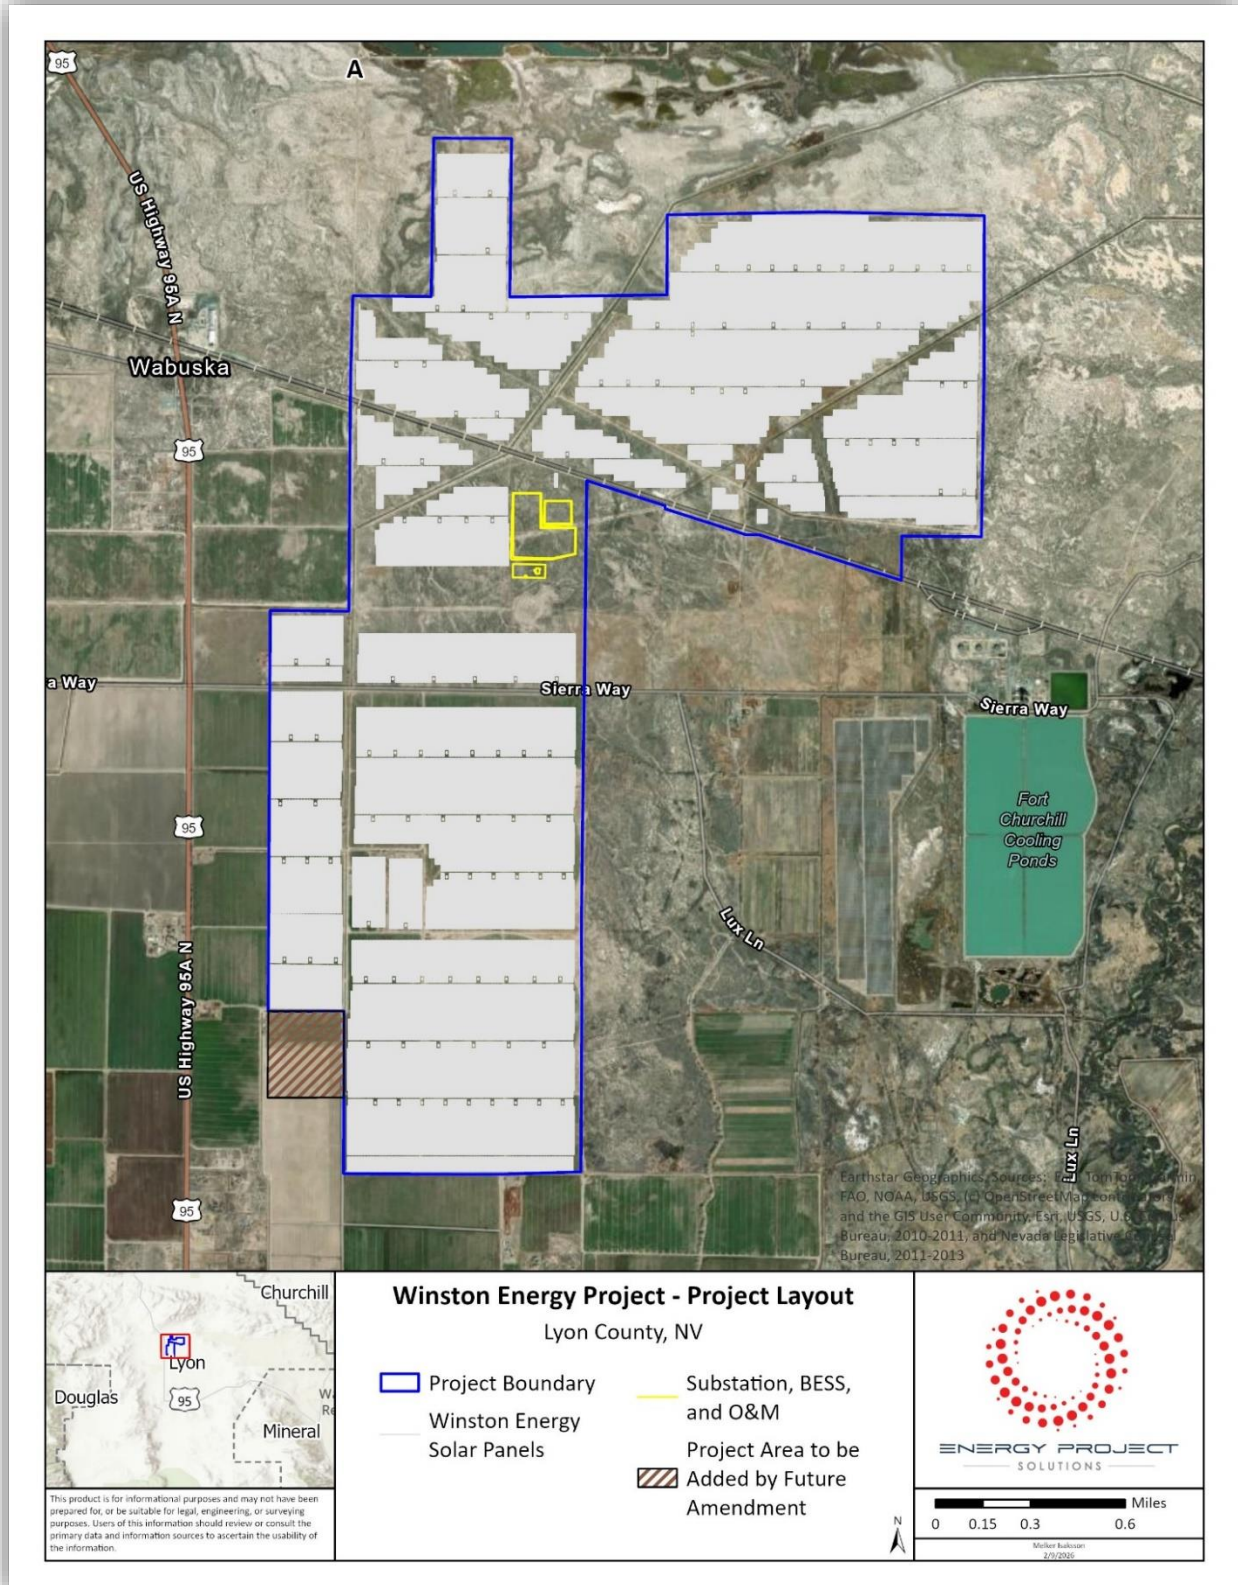 95
A
US Highway 95A N
Wabuska
95
a Way
Sierra Way
Sierra Way
95
Fort
Churchill
Cooling
Ponds
Lux Ln
US Highway 95A N
Lux Ln
95
Earthstar Geographics, Sources:
FAO, NOAA, USGS, (c) OpenStreetMap
and the GIS User Community, Esri, USGS,
Bureau, 2010-2011, and Nevada Legislative
Bureau, 2011-2013
Churchill
Lyon
Douglas
95
Mineral
This product is for informational purposes and may not have been
prepared for, or be suitable for legal, engineering, or surveying
purposes. Users of this information should review or consult the
primary data and information sources to ascertain the usability of
the information.
Winston Energy Project - Project Layout
Lyon County, NV
Project Boundary
Winston Energy
Solar Panels
Substation, BESS,
and O&M
Project Area to be
Added by Future
Amendment
N
ENERGY PROJECT
SOLUTIONS
Miles
0 0.15 0.3 0.6
Melker Isaksson
2/9/2026